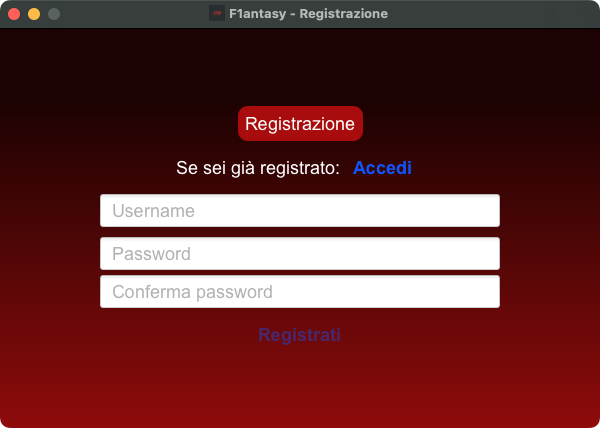 F1antasy - Registrazione
Registrazione
Se sei già registrato: Accedi
Username
Password
Conferma password
Registrati